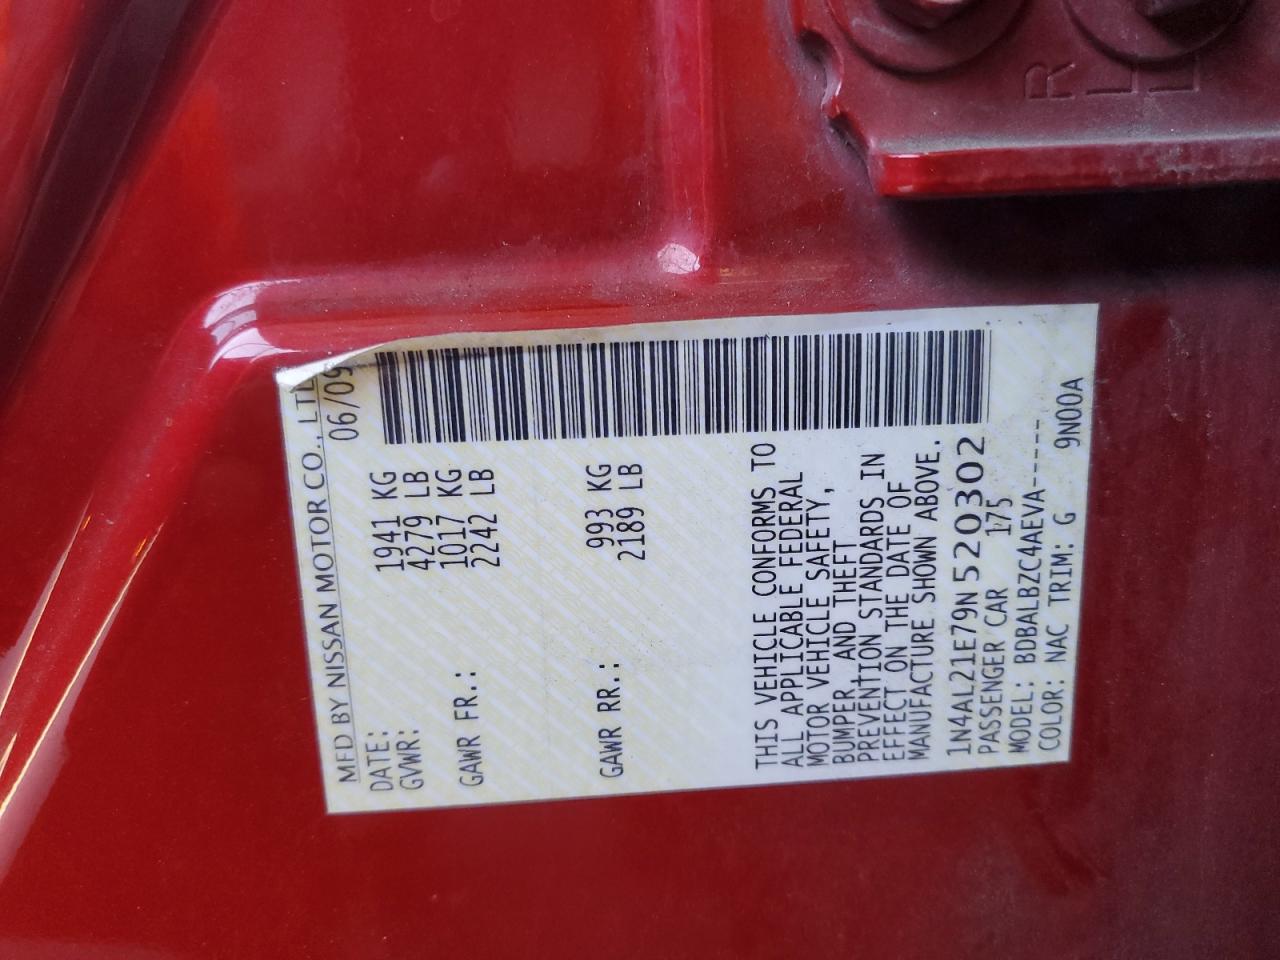 MFD BY NISSAN MOTOR CO., LTD
DATE: 06/09
GVWR: 1941 KG
4279 LB
GAWR FR.: 1017 KG
2242 LB
GAWR RR.: 993 KG
2189 LB
THIS VEHICLE CONFORMS TO
ALL APPLICABLE FEDERAL
MOTOR VEHICLE SAFETY,
BUMPER, AND THEFT
PREVENTION STANDARDS IN
EFFECT ON THE DATE OF
MANUFACTURE SHOWN ABOVE.
1N4AL21E79N520302
PASSENGER CAR 175
MODEL: BDBALBZC4AEVA-----
COLOR: NAC TRIM: G 9N00A
R
L L